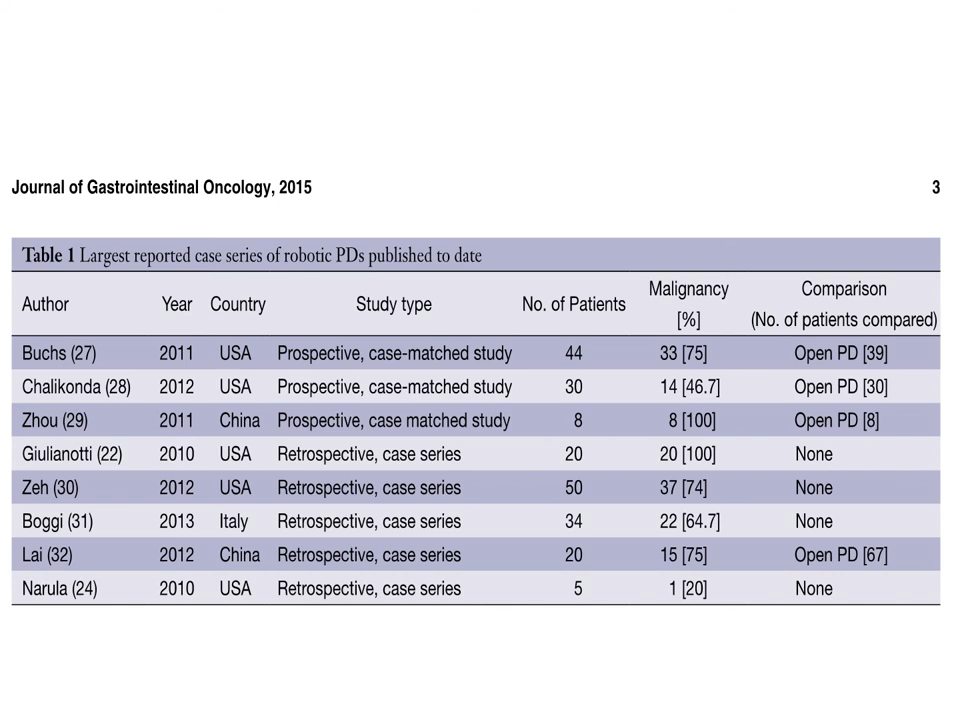 Journal of Gastrointestinal Oncology, 2015 3
Table 1 Largest reported case series of robotic PDs published to date
Author Year Country Study type No. of Patients Malignancy [%] Comparison (No. of patients compared)
Buchs (27) 2011 USA Prospective, case-matched study 44 33 [75] Open PD [39]
Chalikonda (28) 2012 USA Prospective, case-matched study 30 14 [46.7] Open PD [30]
Zhou (29) 2011 China Prospective, case matched study 8 8 [100] Open PD [8]
Giulianotti (22) 2010 USA Retrospective, case series 20 20 [100] None
Zeh (30) 2012 USA Retrospective, case series 50 37 [74] None
Boggi (31) 2013 Italy Retrospective, case series 34 22 [64.7] None
Lai (32) 2012 China Retrospective, case series 20 15 [75] Open PD [67]
Narula (24) 2010 USA Retrospective, case series 5 1 [20] None